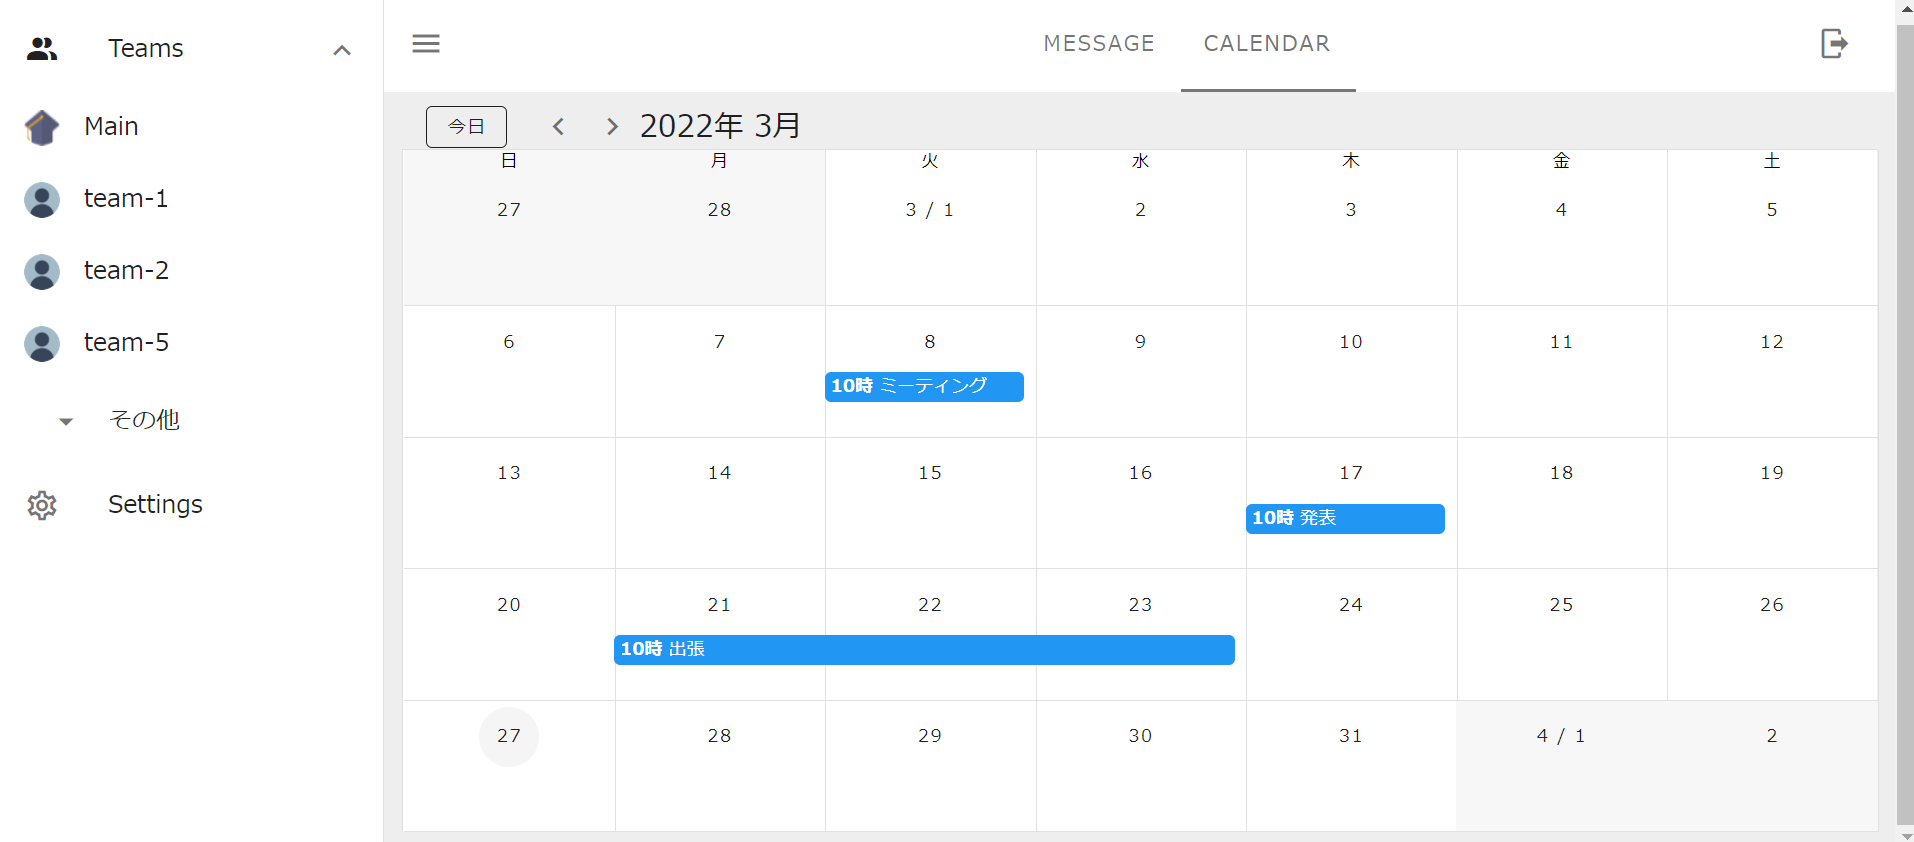 Teams
Main
team-1
team-2
team-5
その他
Settings
MESSAGE CALENDAR
今日 2022年 3月
日 月 火 水 木 金 土
27 28 3 / 1 2 3 4 5
6 7 8 9 10 11 12
10時 ミーティング
13 14 15 16 17 18 19
10時 発表
20 21 22 23 24 25 26
10時 出張
27 28 29 30 31 4 / 1 2